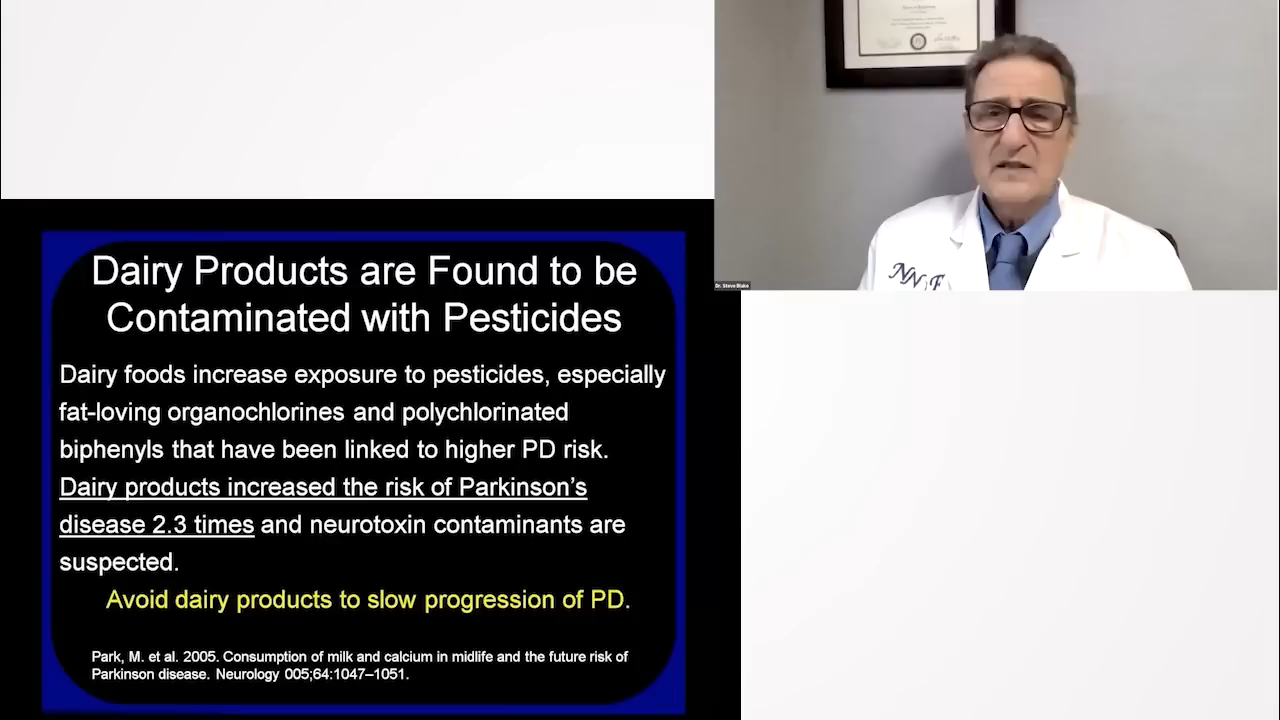 Dairy Products are Found to be
Contaminated with Pesticides
Dairy foods increase exposure to pesticides, especially
fat-loving organochlorines and polychlorinated
biphenyls that have been linked to higher PD risk.
Dairy products increased the risk of Parkinson's
disease 2.3 times and neurotoxin contaminants are
suspected.
Avoid dairy products to slow progression of PD.
Park, M. et al. 2005. Consumption of milk and calcium in midlife and the future risk of
Parkinson disease. Neurology 005;64:1047–1051.
Dr. Steve Blake